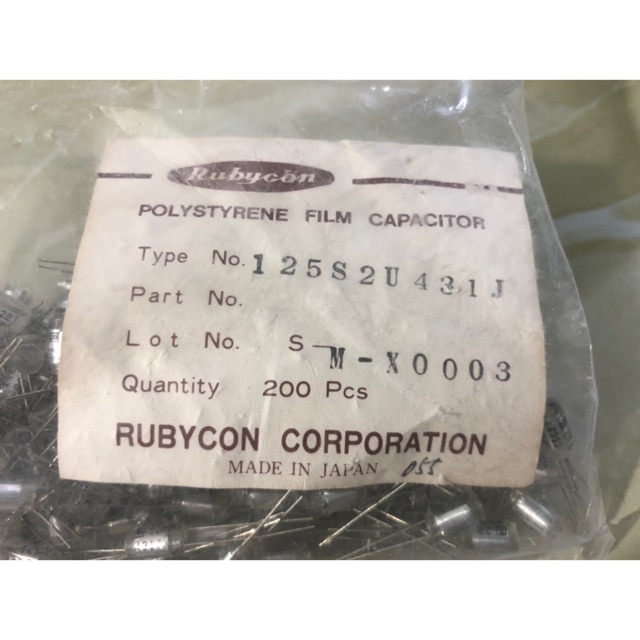 Rubycon
POLYSTYRENE FILM CAPACITOR
Type No. 125S2U431J
Part No.
Lot No. S-M-X0003
Quantity 200 Pcs
RUBYCON CORPORATION
MADE IN JAPAN 055